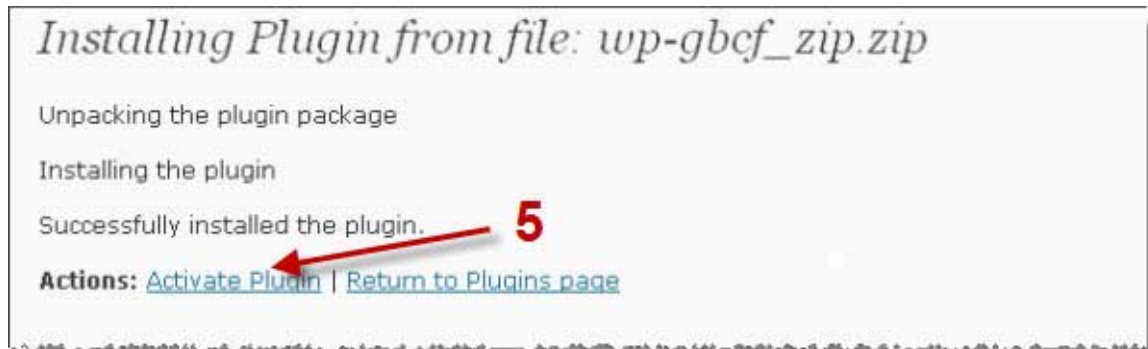 Installing Plugin from file: wp-gbcf_zip.zip
Unpacking the plugin package
Installing the plugin
Successfully installed the plugin.
5
Actions: Activate Plugin | Return to Plugins page